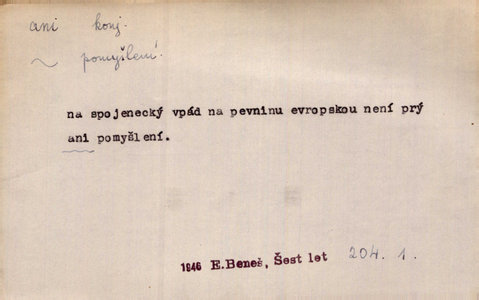 ani konj.
~ pomyšlení.
na spojenecký vpád na pevninu evropskou není prý
ani pomyšlení.
1946 E.Beneš, Šest let 204. 1.